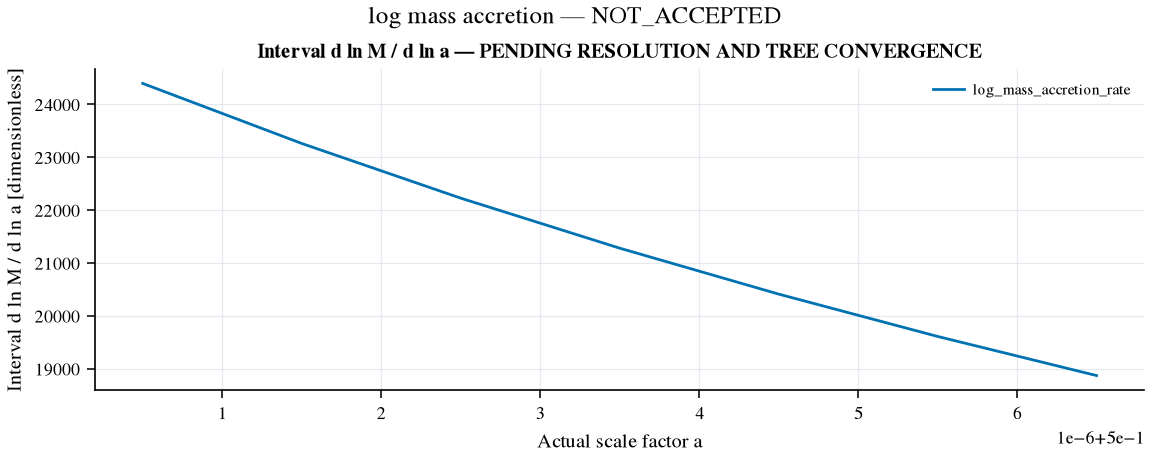 log mass accretion — NOT_ACCEPTED
Interval d ln M / d ln a — PENDING RESOLUTION AND TREE CONVERGENCE
log_mass_accretion_rate
Interval d ln M / d ln a [dimensionless]
24000
23000
22000
21000
20000
19000
1 2 3 4 5 6
1e−6+5e−1
Actual scale factor a